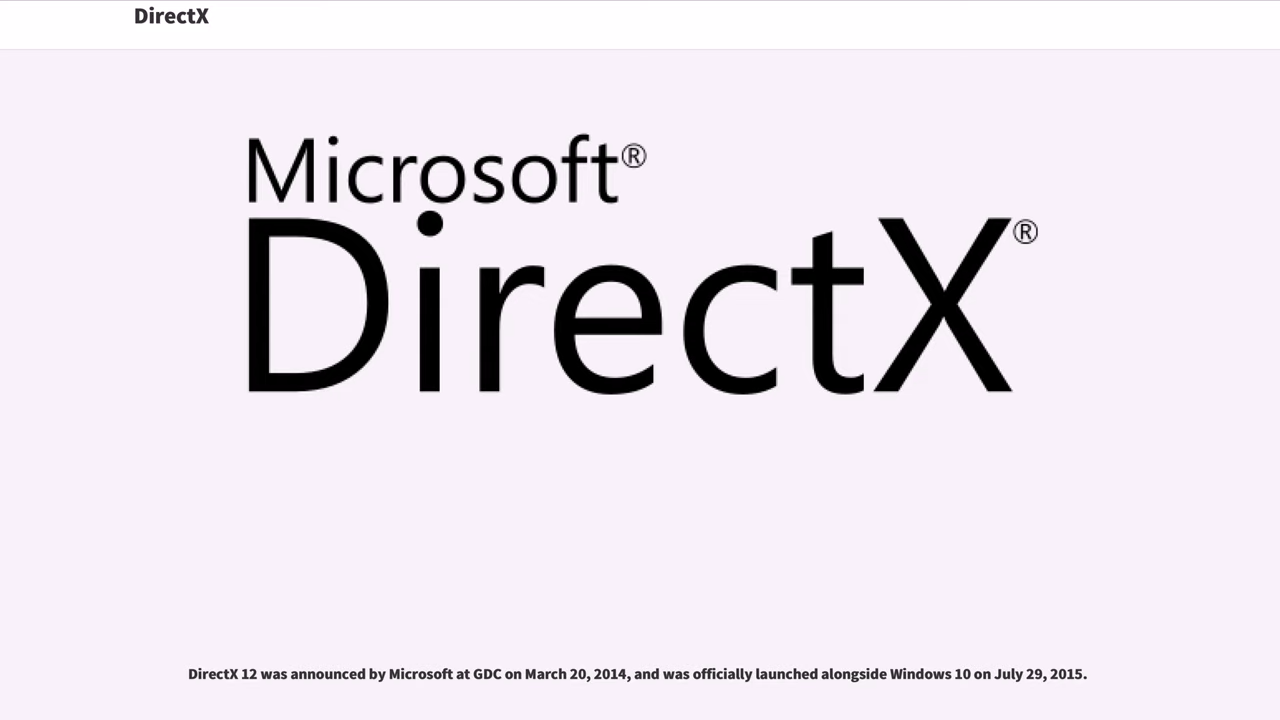 DirectX
Microsoft®
DirectX®
DirectX 12 was announced by Microsoft at GDC on March 20, 2014, and was officially launched alongside Windows 10 on July 29, 2015.